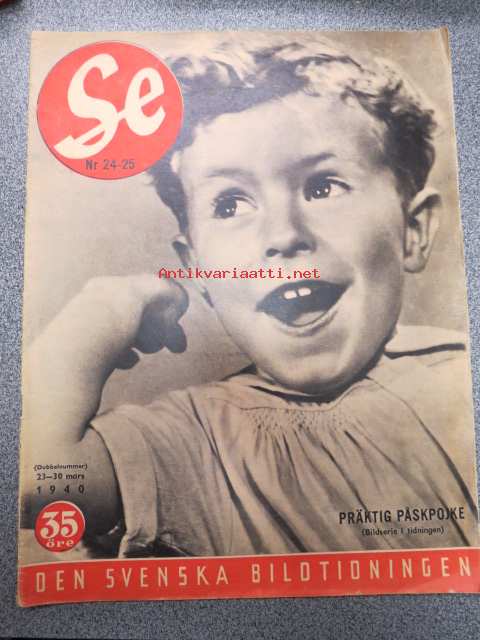 Se
Nr 24-25
Antikvariaatti.net
(Dubbelnummer)
23—30 mars
1940
35
öre
PRÄKTIG PÅSKPOJKE
(Bildserie i tidningen)
DEN SVENSKA BILDTIDNINGEN